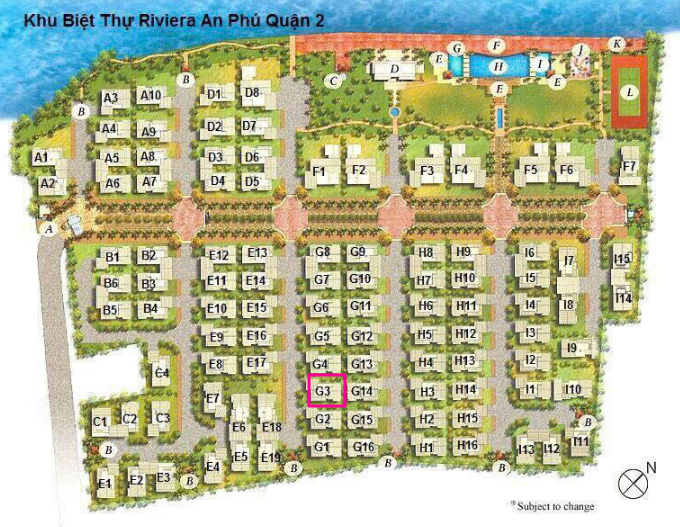 Khu Biệt Thự Riviera An Phú Quận 2
G F J K
E H I
D E
C
B
B
A3 A10 D1 D8
E
L
A4 A9 D2 D7
A1 A5 A8 D3 D6
A2 A6 A7 D4 D5
F1 F2 F3 F4 F5 F6 F7
A
B1 B2 E12 E13 G8 G9 H8 H9 I6 I7 I15
B6 B3 E11 E14 G7 G10 H7 H10 I5
B5 B4 E10 E15 G6 G11 H6 H11 I4 I8 I14
E9 E16 G5 G12 H5 H12 I3
I9
C4 E8 E17 G4 G13 H4 H13 I2
G3 G14 H3 H14 I1 I10
E7
C1 C2 C3 E6 E18 G2 G15 H2 H15
B
B E5 E19 G1 G16 H1 H16 I13 I12 I11
E1 E2 E3 B E4 B B B
N
Subject to change